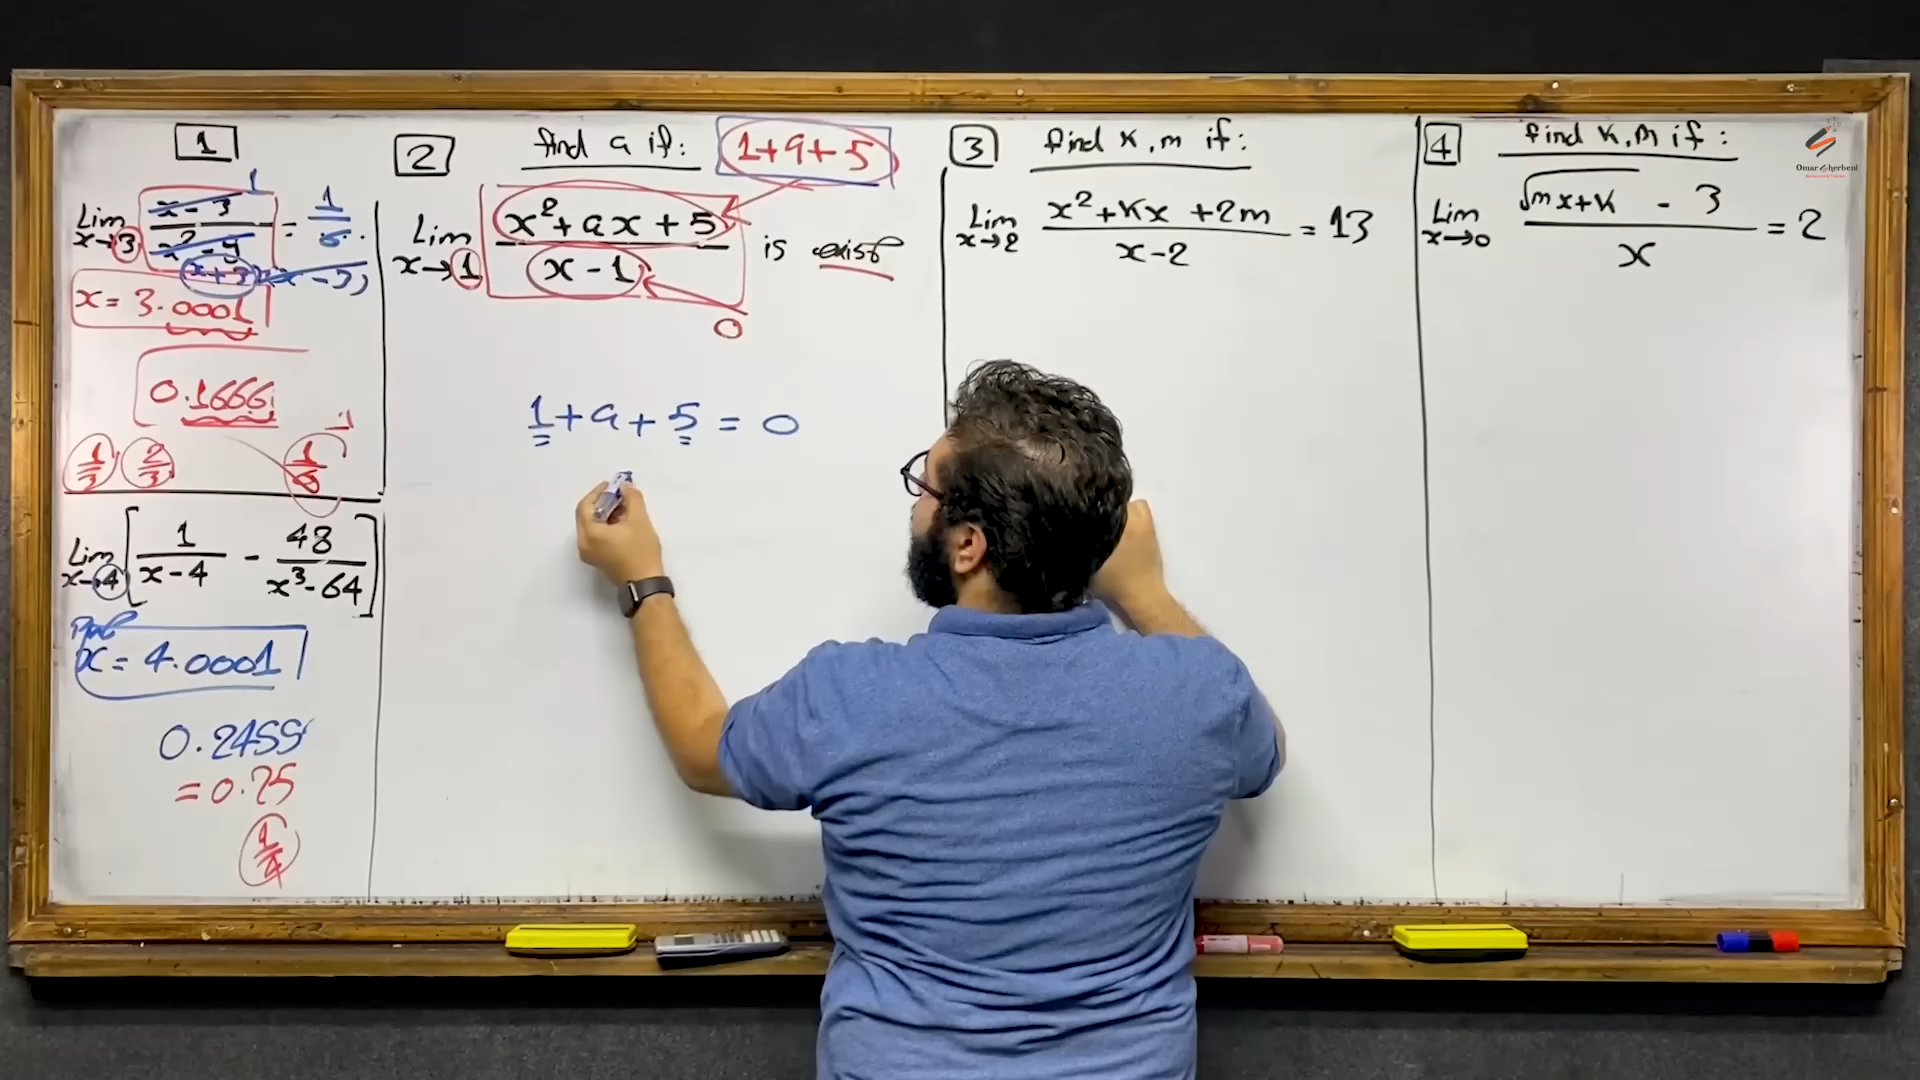 1
Lim x→3 (x-3)/(x²-9) = 1/6
1
(x+3)(x-3)
x = 3.0001
0.1666
1/3 2/3 1/6
Lim x→4 [1/(x-4) - 48/(x³-64)]
x = 4.0001
= 0.25
1/4
2 find a if: 1+a+5
Lim x→1 (x²+ax+5)/(x-1) is exist
0
1+a+5 = 0
3 find K,m if:
Lim x→2 (x²+Kx+2m)/(x-2) = 13
4 find K,M if:
Lim x→0 (√(mx+K) - 3)/x = 2
Omar Sherbeni